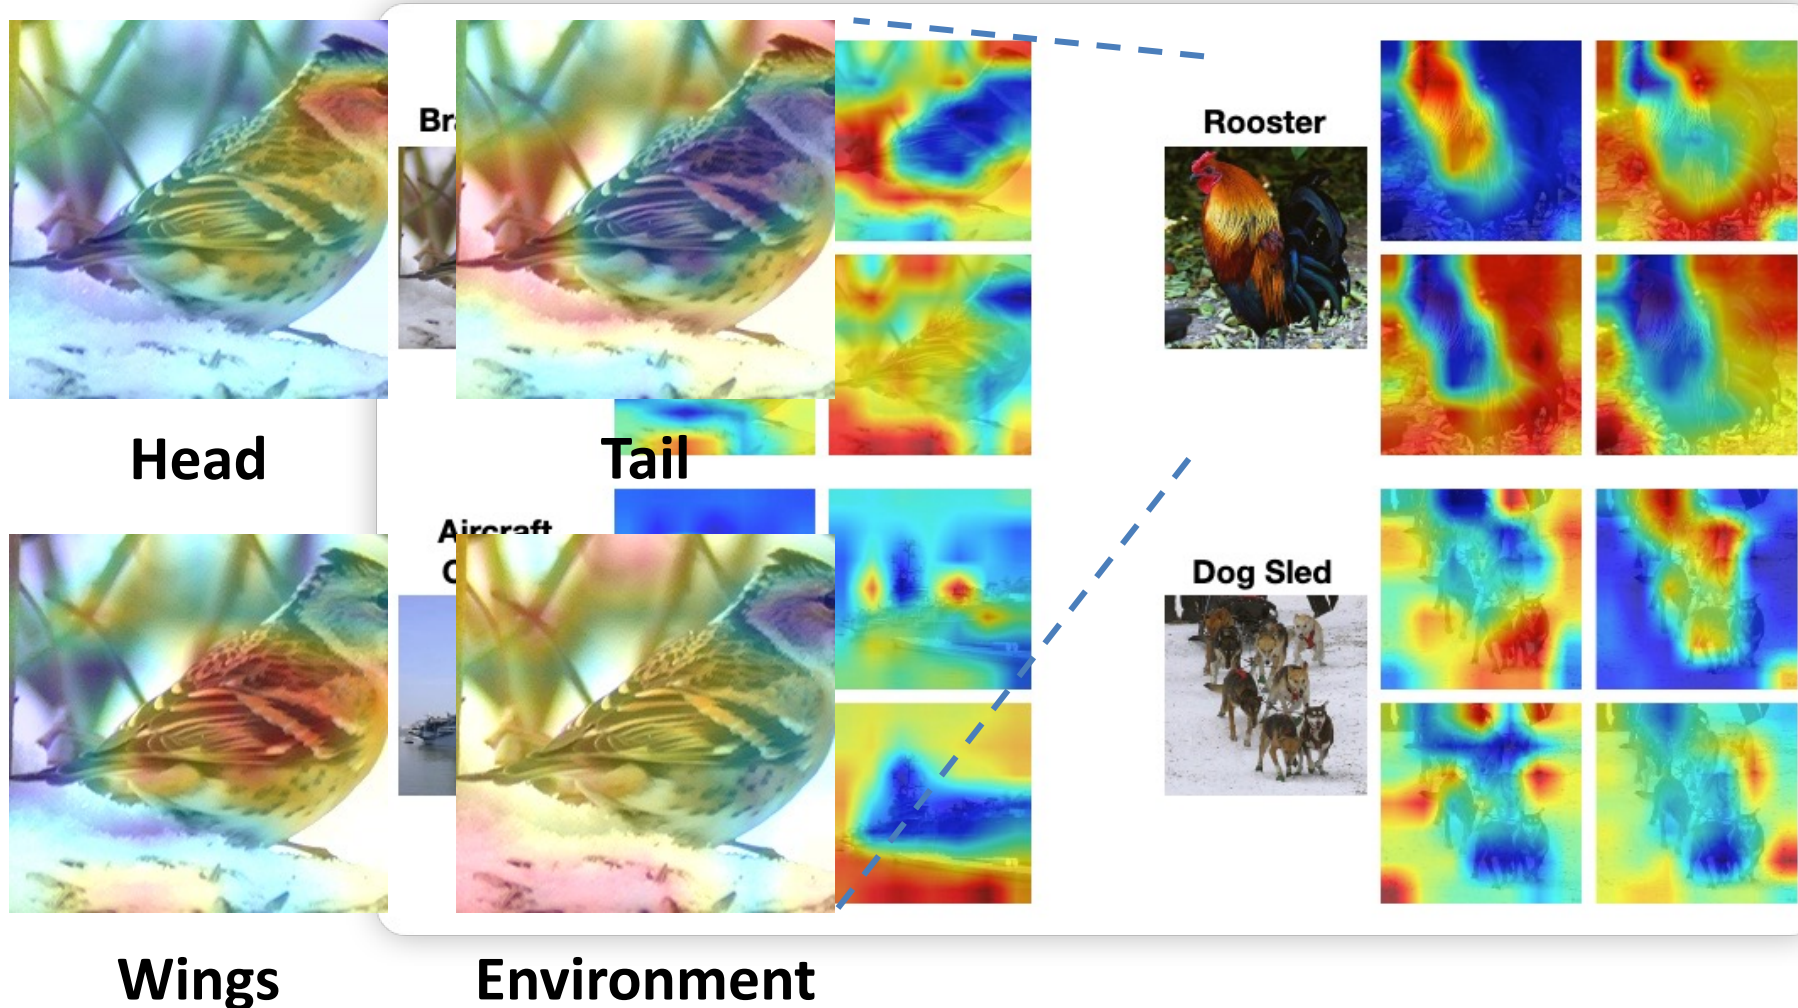 Rooster
Head
Tail
Aircraft
Dog Sled
Wings
Environment